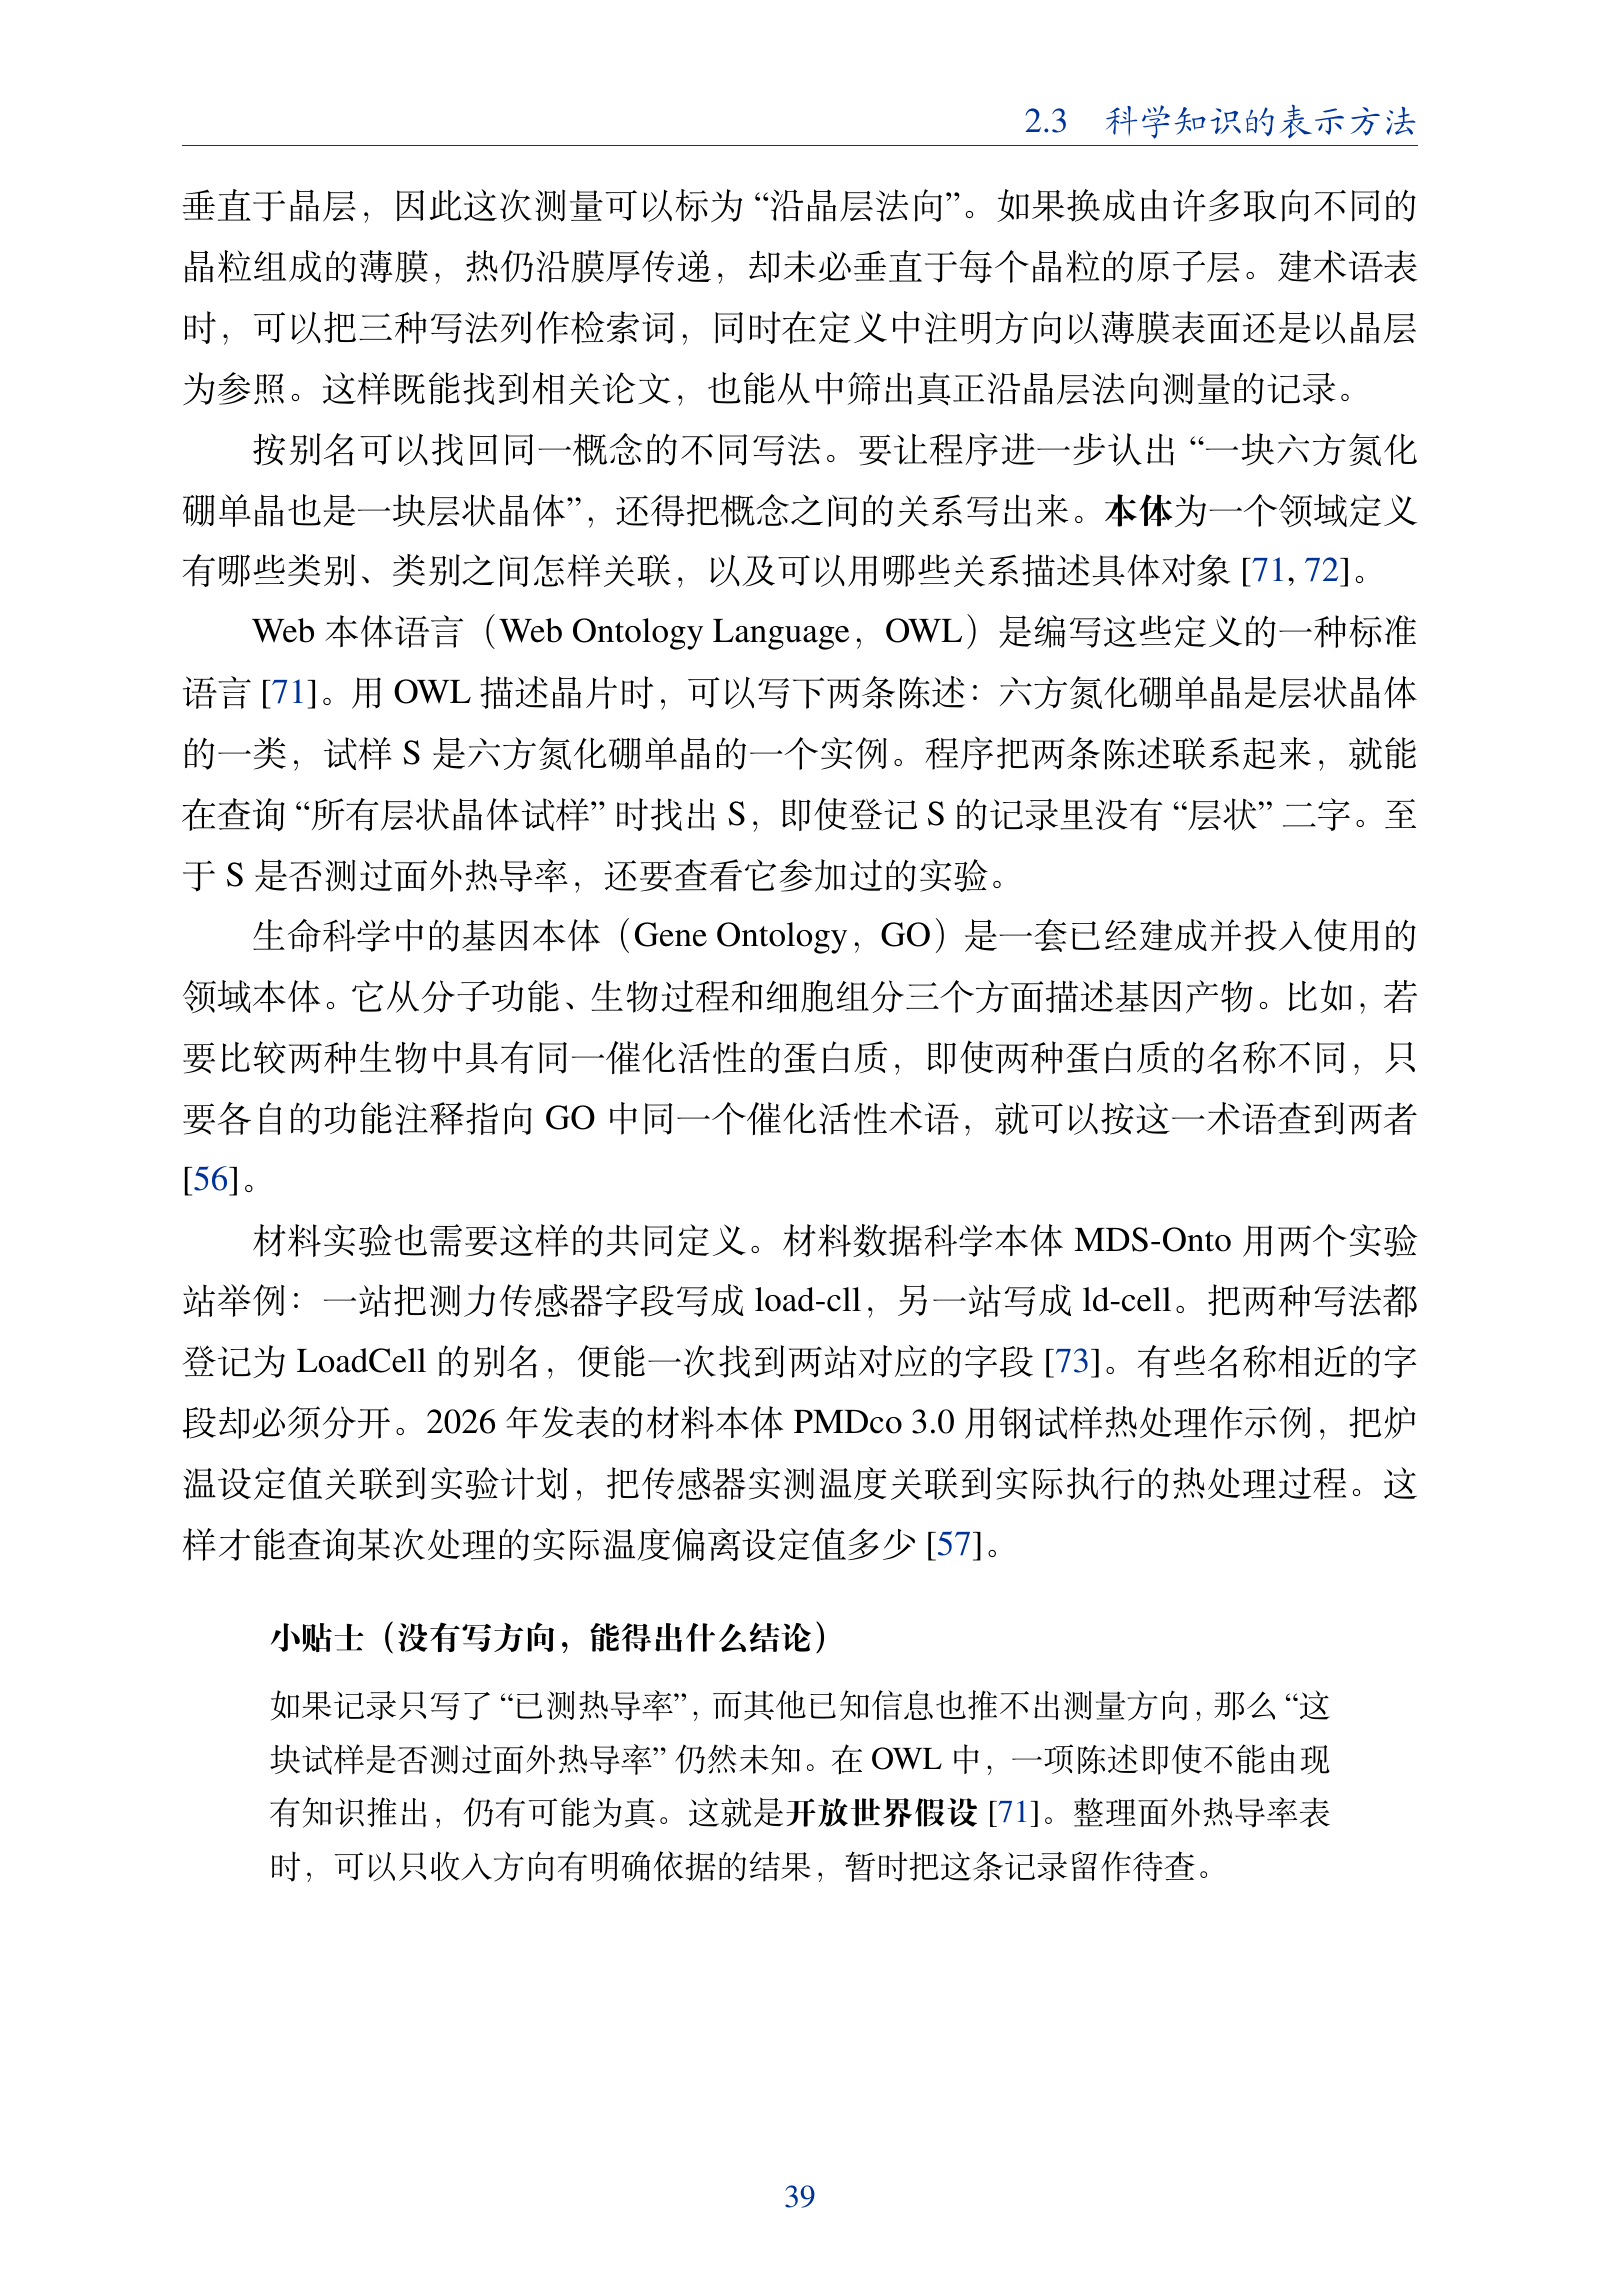 2.3 科学知识的表示方法
垂直于晶层，因此这次测量可以标为“沿晶层法向”。如果换成由许多取向不同的
晶粒组成的薄膜，热仍沿膜厚传递，却未必垂直于每个晶粒的原子层。建术语表
时，可以把三种写法列作检索词，同时在定义中注明方向以薄膜表面还是以晶层
为参照。这样既能找到相关论文，也能从中筛出真正沿晶层法向测量的记录。
按别名可以找回同一概念的不同写法。要让程序进一步认出“一块六方氮化
硼单晶也是一块层状晶体”，还得把概念之间的关系写出来。本体为一个领域定义
有哪些类别、类别之间怎样关联，以及可以用哪些关系描述具体对象 [71, 72]。
Web 本体语言（Web Ontology Language，OWL）是编写这些定义的一种标准
语言 [71]。用 OWL 描述晶片时，可以写下两条陈述：六方氮化硼单晶是层状晶体
的一类，试样 S 是六方氮化硼单晶的一个实例。程序把两条陈述联系起来，就能
在查询“所有层状晶体试样”时找出 S，即使登记 S 的记录里没有“层状”二字。至
于 S 是否测过面外热导率，还要查看它参加过的实验。
生命科学中的基因本体（Gene Ontology，GO）是一套已经建成并投入使用的
领域本体。它从分子功能、生物过程和细胞组分三个方面描述基因产物。比如，若
要比较两种生物中具有同一催化活性的蛋白质，即使两种蛋白质的名称不同，只
要各自的功能注释指向 GO 中同一个催化活性术语，就可以按这一术语查到两者
[56]。
材料实验也需要这样的共同定义。材料数据科学本体 MDS-Onto 用两个实验
站举例：一站把测力传感器字段写成 load-cll，另一站写成 ld-cell。把两种写法都
登记为 LoadCell 的别名，便能一次找到两站对应的字段 [73]。有些名称相近的字
段却必须分开。2026 年发表的材料本体 PMDco 3.0 用钢试样热处理作示例，把炉
温设定值关联到实验计划，把传感器实测温度关联到实际执行的热处理过程。这
样才能查询某次处理的实际温度偏离设定值多少 [57]。
小贴士（没有写方向，能得出什么结论）
如果记录只写了“已测热导率”，而其他已知信息也推不出测量方向，那么“这
块试样是否测过面外热导率”仍然未知。在 OWL 中，一项陈述即使不能由现
有知识推出，仍有可能为真。这就是开放世界假设 [71]。整理面外热导率表
时，可以只收入方向有明确依据的结果，暂时把这条记录留作待查。
39